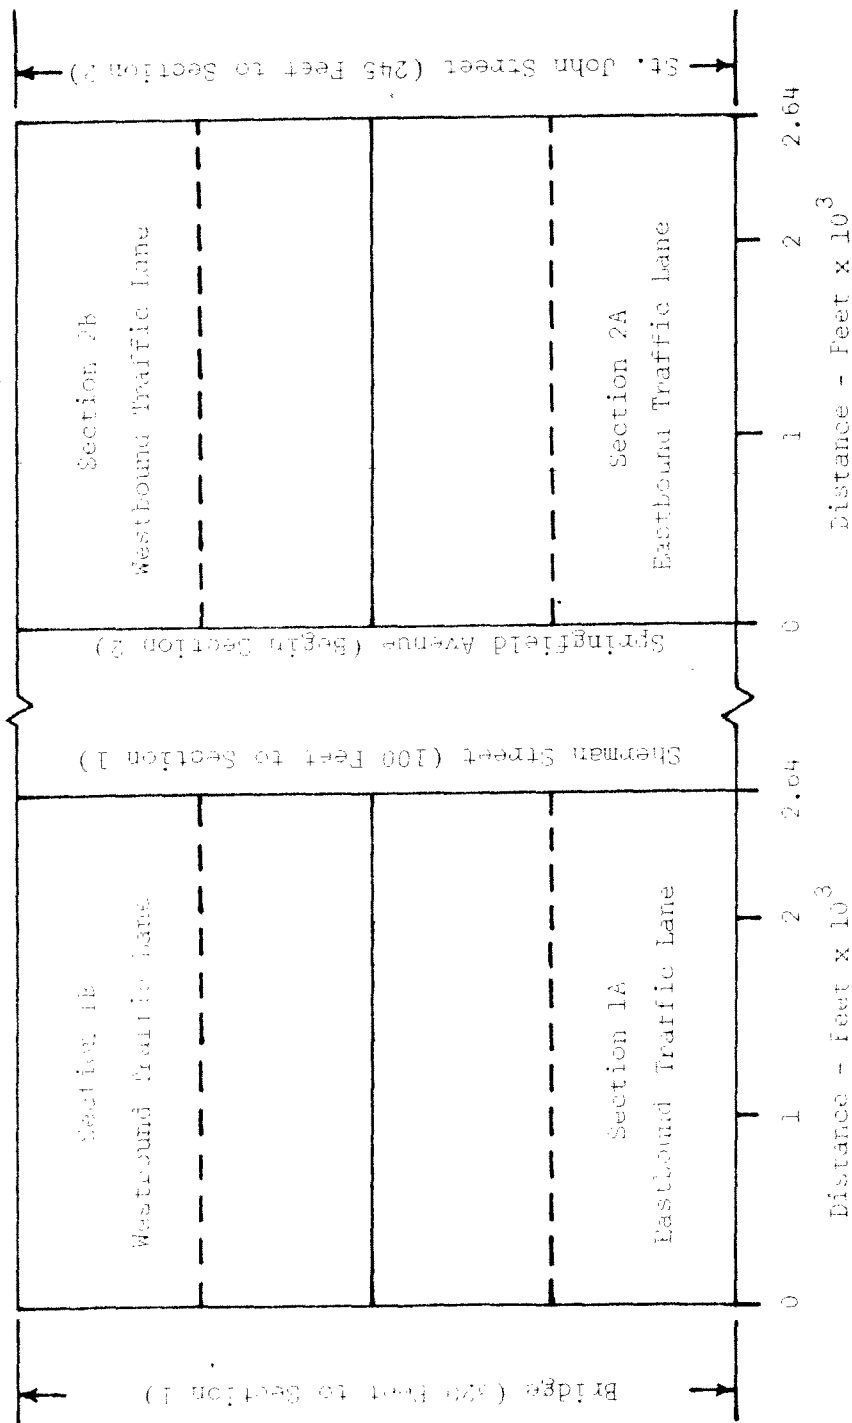 Bridge ( Feet to Section 1)
Section 1B
Westbound Traffic Lane
Section 1A
Eastbound Traffic Lane
0 1 2 2.64
Distance - Feet x 10³
Sherman Street (100 Feet to Section 1)
Springfield Avenue (Begin Section 2)
Section 2B
Westbound Traffic Lane
Section 2A
Eastbound Traffic Lane
0 1 2 2.64
Distance - Feet x 10³
St. John Street (245 Feet to Section 2)